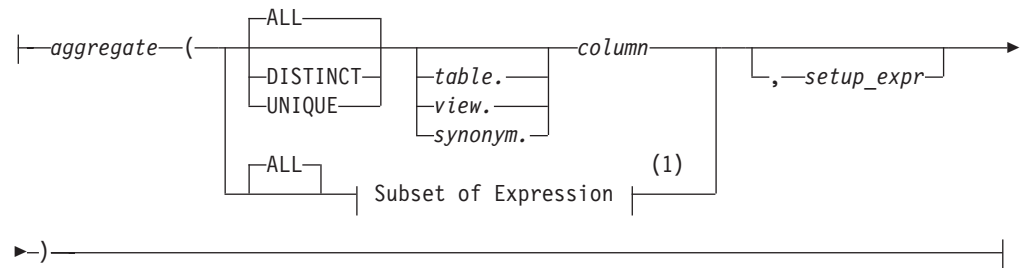 ALL
aggregate ( column
DISTINCT table. , setup_expr
UNIQUE view.
synonym.
ALL (1)
Subset of Expression
)